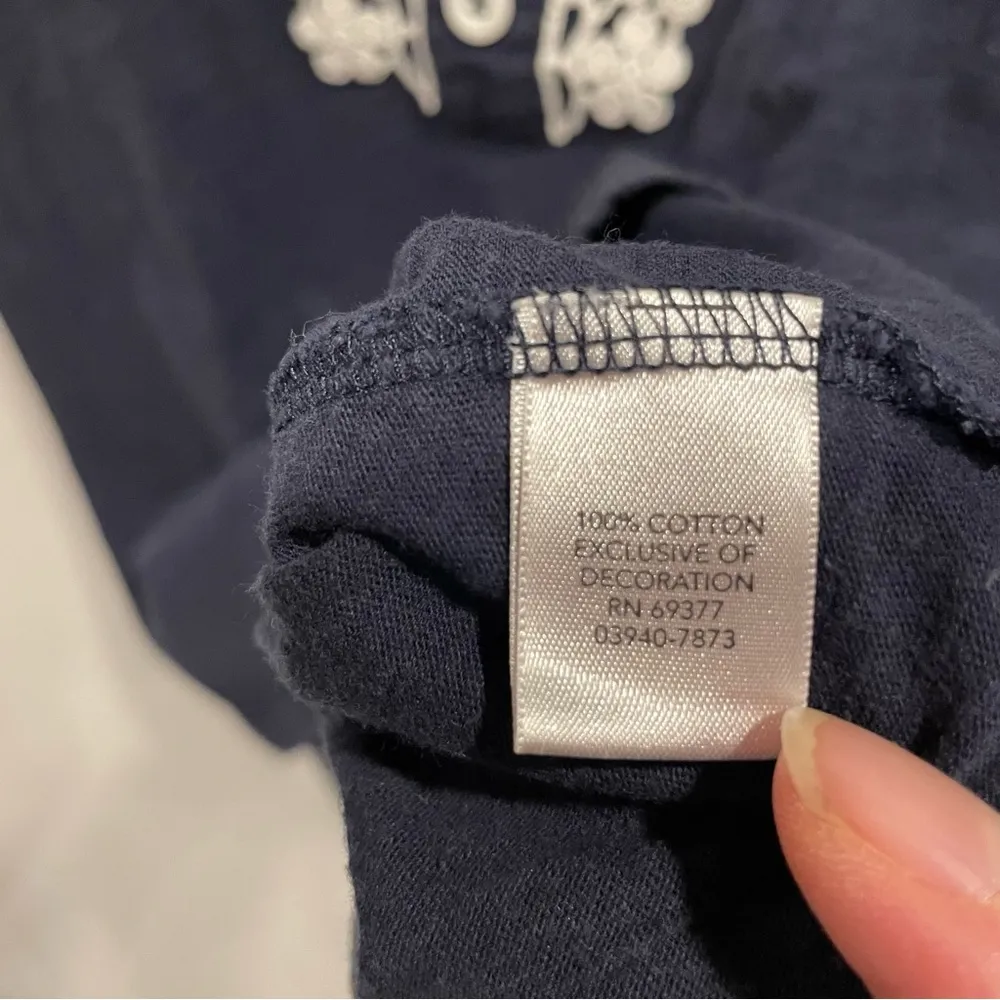 100% COTTON
EXCLUSIVE OF
DECORATION
RN 69377
03940-7873